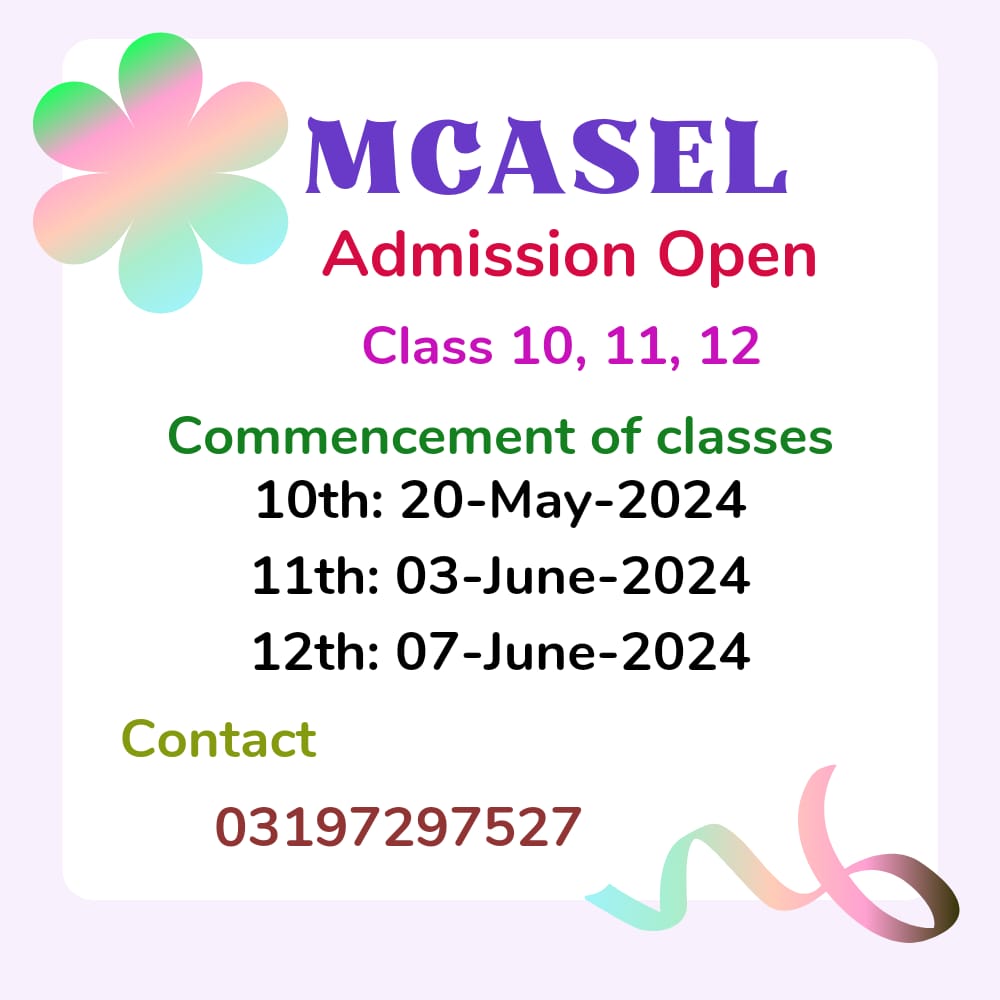 MCASEL
Admission Open
Class 10, 11, 12
Commencement of classes
10th: 20-May-2024
11th: 03-June-2024
12th: 07-June-2024
Contact
03197297527